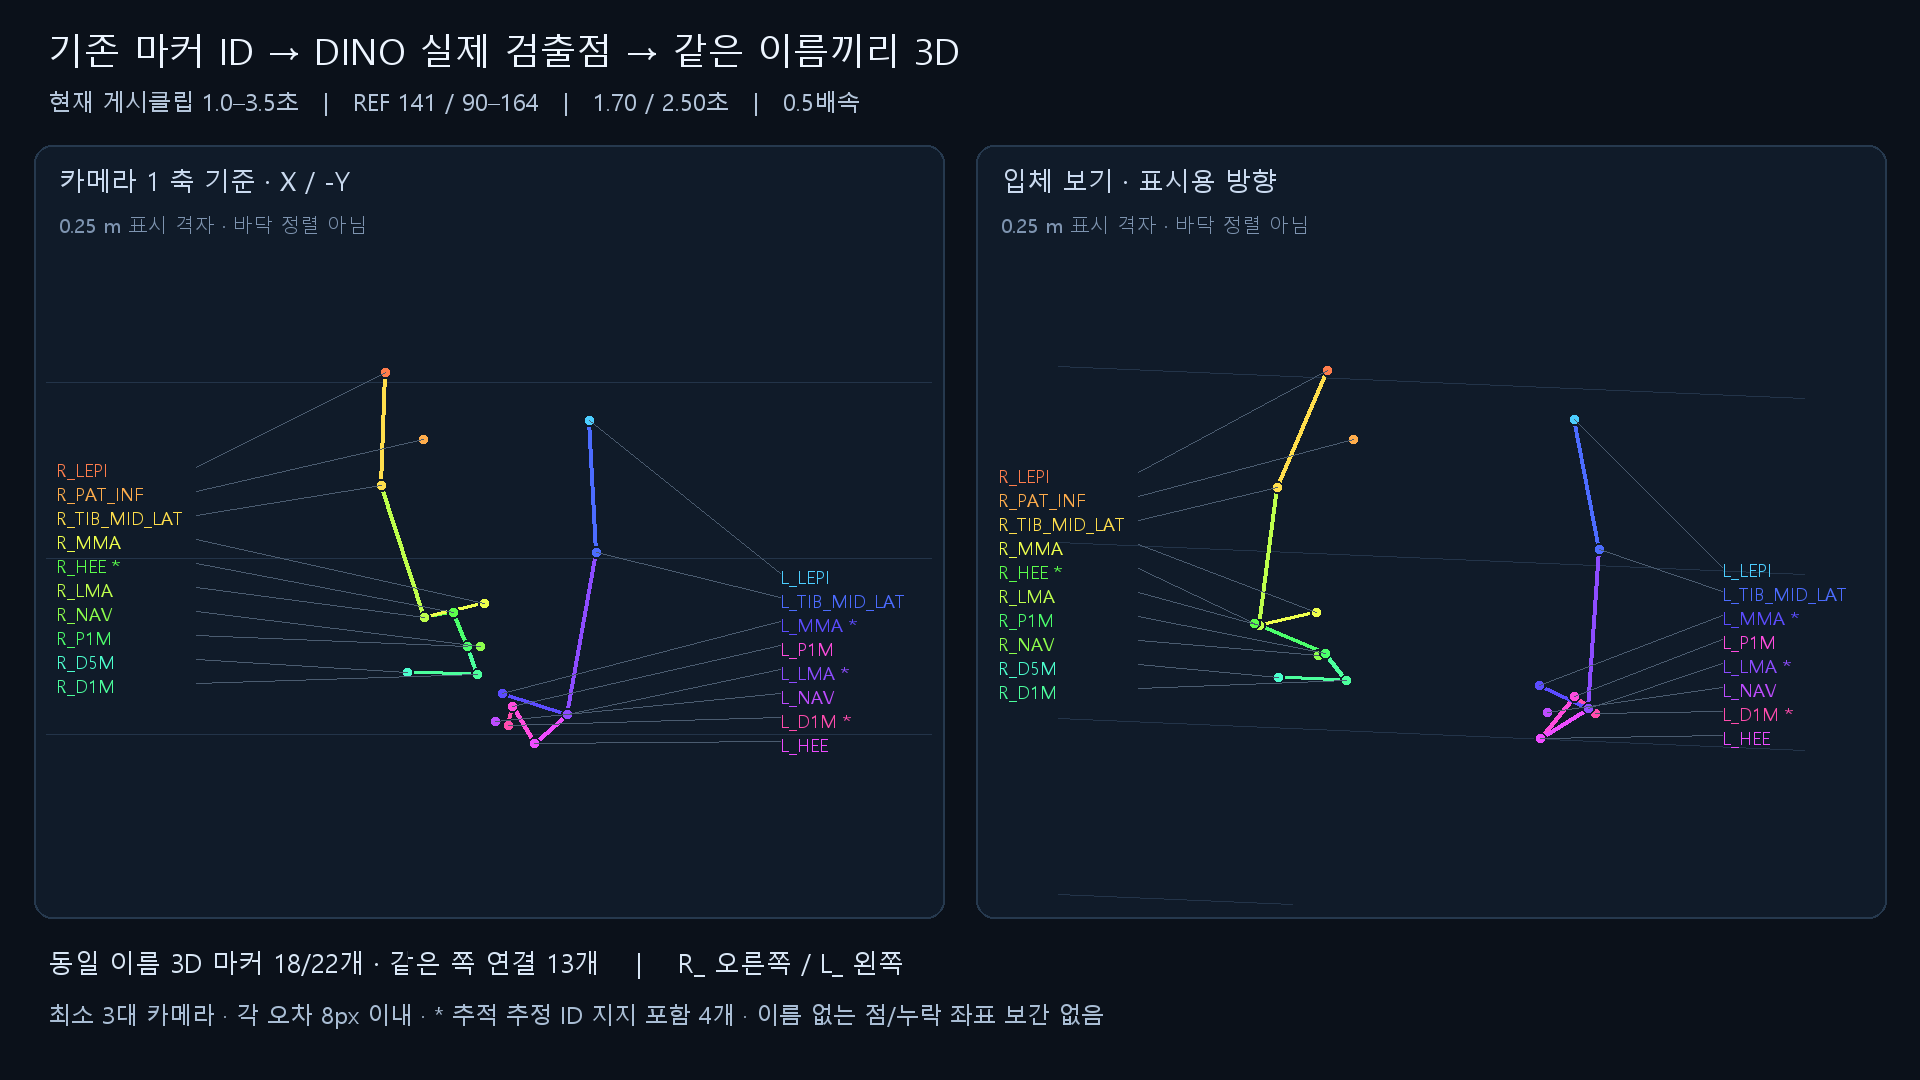 기존 마커 ID → DINO 실제 검출점 → 같은 이름끼리 3D
현재 게시클립 1.0–3.5초 | REF 141 / 90–164 | 1.70 / 2.50초 | 0.5배속
카메라 1 축 기준 · X / -Y
0.25 m 표시 격자 · 바닥 정렬 아님
R_LEPI
R_PAT_INF
R_TIB_MID_LAT
R_MMA
R_HEE *
R_LMA
R_NAV
R_P1M
R_D5M
R_D1M
L_LEPI
L_TIB_MID_LAT
L_MMA *
L_P1M
L_LMA *
L_NAV
L_D1M *
L_HEE
입체 보기 · 표시용 방향
0.25 m 표시 격자 · 바닥 정렬 아님
R_LEPI
R_PAT_INF
R_TIB_MID_LAT
R_MMA
R_HEE *
R_LMA
R_P1M
R_NAV
R_D5M
R_D1M
L_LEPI
L_TIB_MID_LAT
L_MMA *
L_P1M
L_LMA *
L_NAV
L_D1M *
L_HEE
동일 이름 3D 마커 18/22개 · 같은 쪽 연결 13개 | R_ 오른쪽 / L_ 왼쪽
최소 3대 카메라 · 각 오차 8px 이내 · * 추적 추정 ID 지지 포함 4개 · 이름 없는 점/누락 좌표 보간 없음